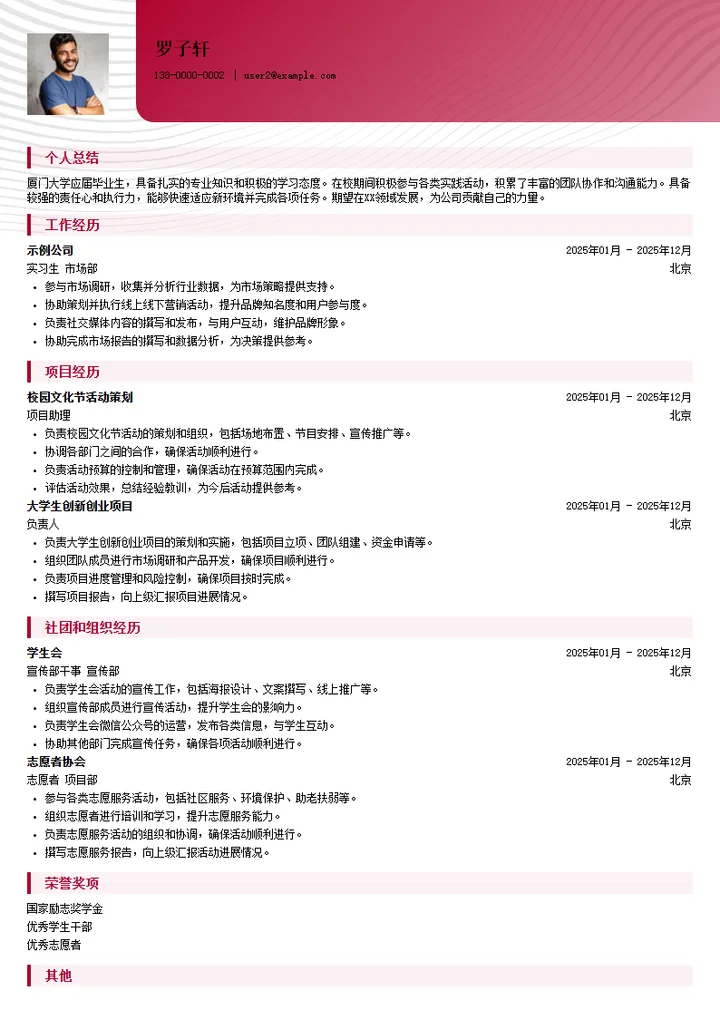 罗子轩
138-0000-0002 | user2@example.com
个人总结
厦门大学应届毕业生，具备扎实的专业知识和积极的学习态度。在校期间积极参与各类实践活动，积累了丰富的团队协作和沟通能力。具备
较强的责任心和执行力，能够快速适应新环境并完成各项任务。期望在XX领域发展，为公司贡献自己的力量。
工作经历
示例公司 2025年01月 - 2025年12月
实习生 市场部 北京
• 参与市场调研，收集并分析行业数据，为市场策略提供支持。
• 协助策划并执行线上线下营销活动，提升品牌知名度和用户参与度。
• 负责社交媒体内容的撰写和发布，与用户互动，维护品牌形象。
• 协助完成市场报告的撰写和数据分析，为决策提供参考。
项目经历
校园文化节活动策划 2025年01月 - 2025年12月
项目助理 北京
• 负责校园文化节活动的策划和组织，包括场地布置、节目安排、宣传推广等。
• 协调各部门之间的合作，确保活动顺利进行。
• 负责活动预算的控制和管理，确保活动在预算范围内完成。
• 评估活动效果，总结经验教训，为今后活动提供参考。
大学生创新创业项目 2025年01月 - 2025年12月
负责人 北京
• 负责大学生创新创业项目的策划和实施，包括项目立项、团队组建、资金申请等。
• 组织团队成员进行市场调研和产品开发，确保项目顺利进行。
• 负责项目进度管理和风险控制，确保项目按时完成。
• 撰写项目报告，向上级汇报项目进展情况。
社团和组织经历
学生会 2025年01月 - 2025年12月
宣传部干事 宣传部 北京
• 负责学生会活动的宣传工作，包括海报设计、文案撰写、线上推广等。
• 组织宣传部成员进行宣传活动，提升学生会的影响力。
• 负责学生会微信公众号的运营，发布各类信息，与学生互动。
• 协助其他部门完成宣传任务，确保各项活动顺利进行。
志愿者协会 2025年01月 - 2025年12月
志愿者 项目部 北京
• 参与各类志愿服务活动，包括社区服务、环境保护、助老扶弱等。
• 组织志愿者进行培训和学习，提升志愿服务能力。
• 负责志愿服务活动的组织和协调，确保活动顺利进行。
• 撰写志愿服务报告，向上级汇报活动进展情况。
荣誉奖项
国家励志奖学金
优秀学生干部
优秀志愿者
其他